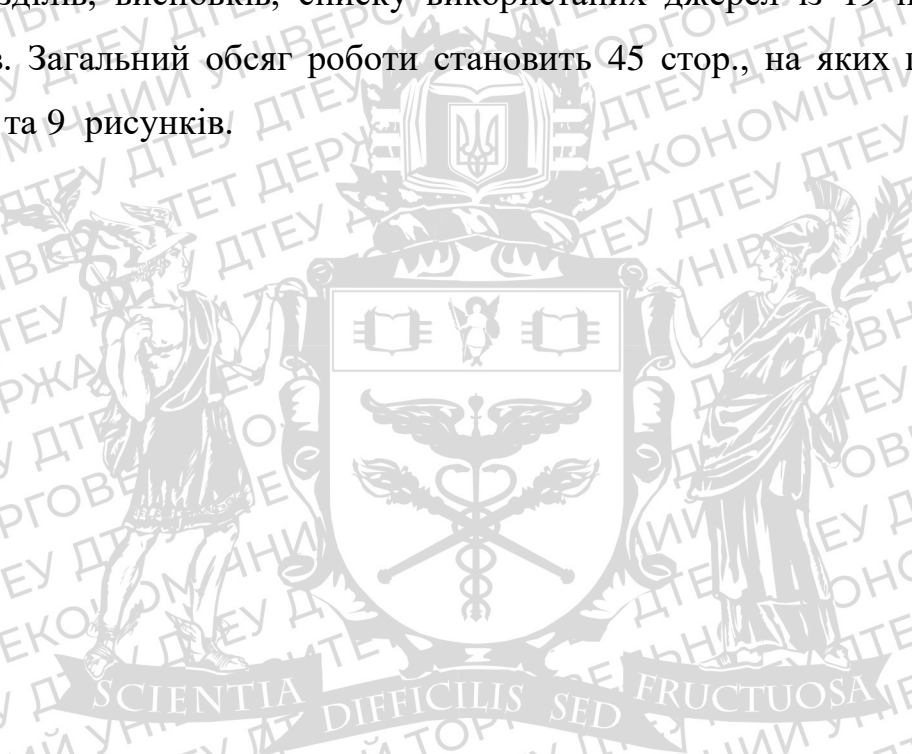 висновків, списку використаних джерел із 19
Загальний обсяг роботи становить 45 стор., на яких
та 9 рисунків.
SCIENTIA DIFFICILIS SED FRUCTUOSA